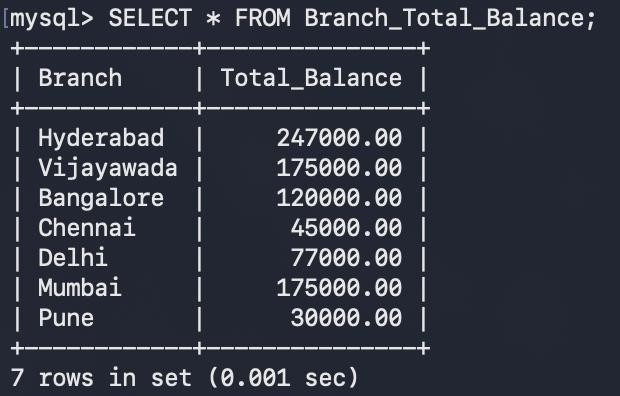 [mysql> SELECT * FROM Branch_Total_Balance;
+------------+---------------+
| Branch     | Total_Balance |
+------------+---------------+
| Hyderabad  |     247000.00 |
| Vijayawada |     175000.00 |
| Bangalore  |     120000.00 |
| Chennai    |      45000.00 |
| Delhi      |      77000.00 |
| Mumbai     |     175000.00 |
| Pune       |      30000.00 |
+------------+---------------+
7 rows in set (0.001 sec)